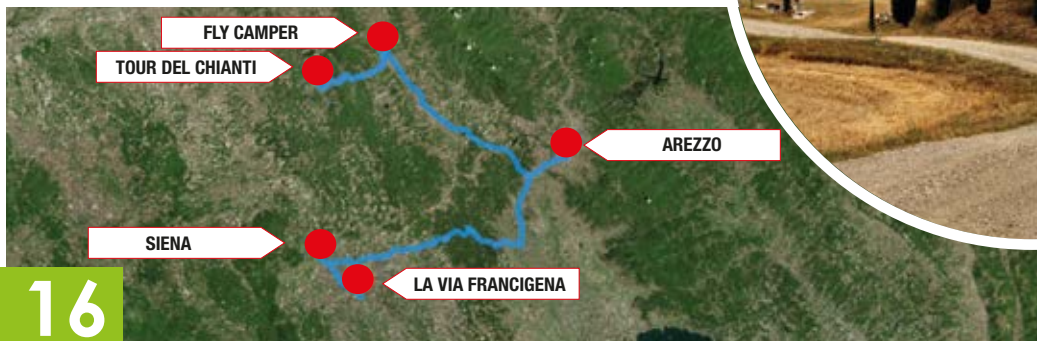 FLY CAMPER
TOUR DEL CHIANTI
AREZZO
SIENA
LA VIA FRANCIGENA
16